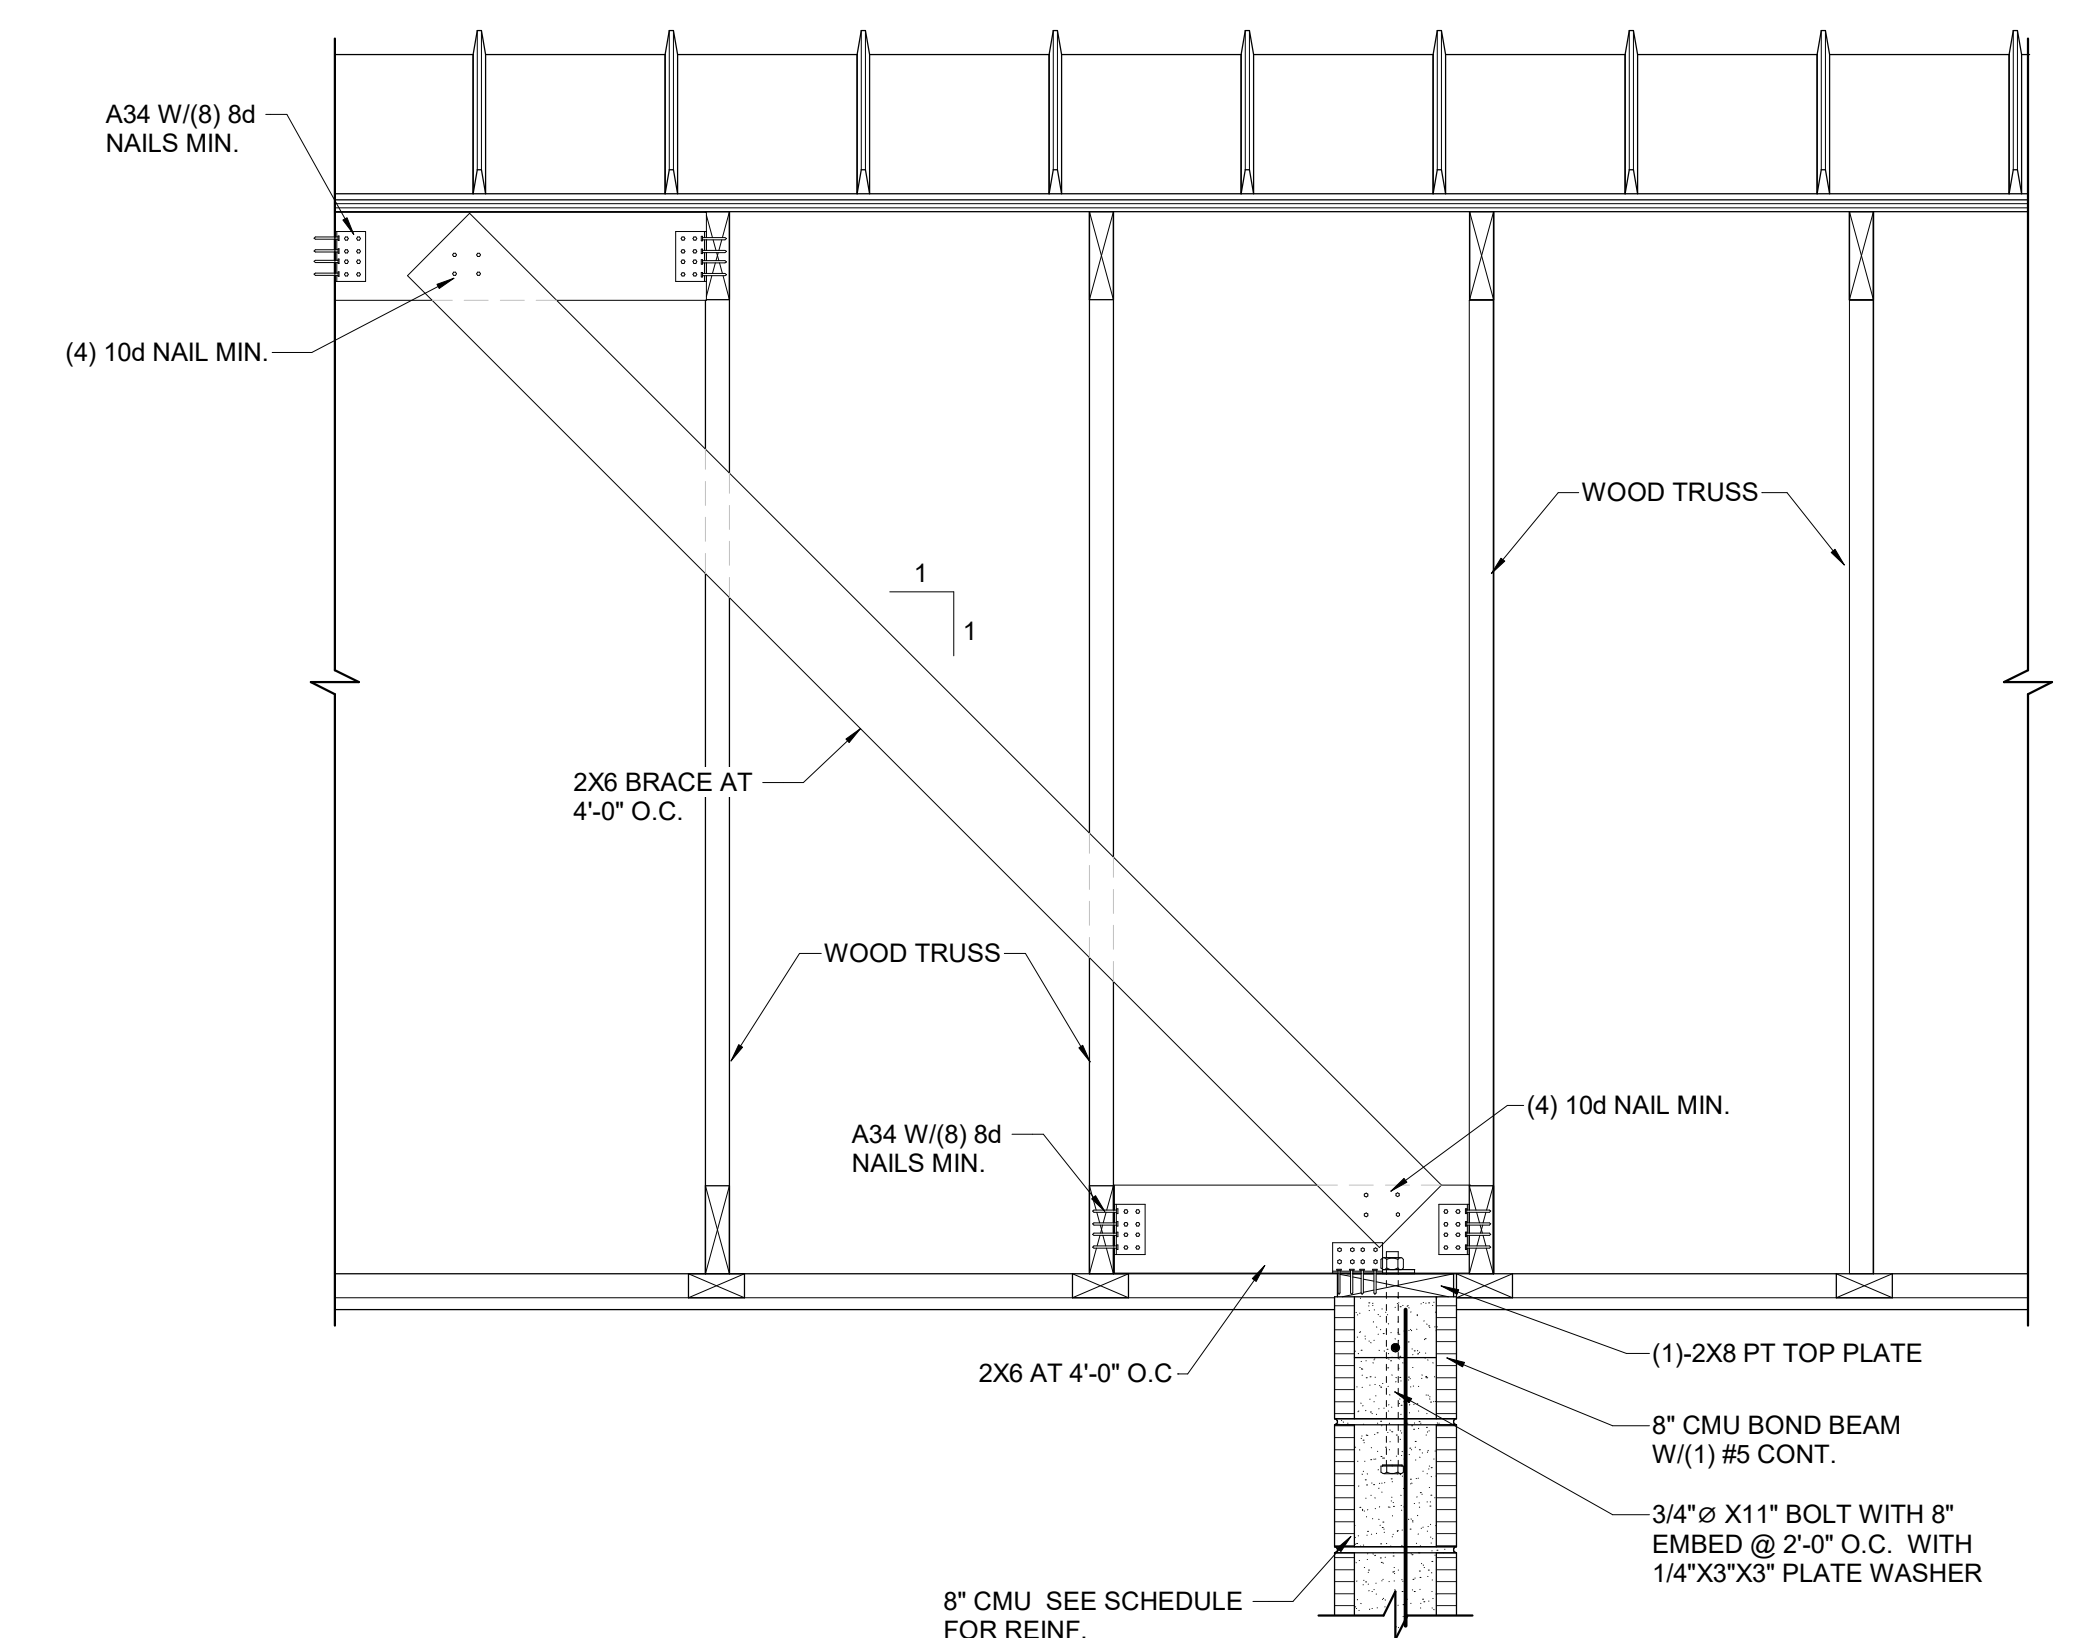 A34 W/(8) 8d
NAILS MIN.
(4) 10d NAIL MIN.
WOOD TRUSS
1
1
2X6 BRACE AT
4'-0" O.C.
WOOD TRUSS
(4) 10d NAIL MIN.
A34 W/(8) 8d
NAILS MIN.
2X6 AT 4'-0" O.C
(1)-2X8 PT TOP PLATE
8" CMU BOND BEAM
W/(1) #5 CONT.
3/4"Ø X11" BOLT WITH 8"
EMBED @ 2'-0" O.C. WITH
1/4"X3"X3" PLATE WASHER
8" CMU SEE SCHEDULE
FOR REINF.